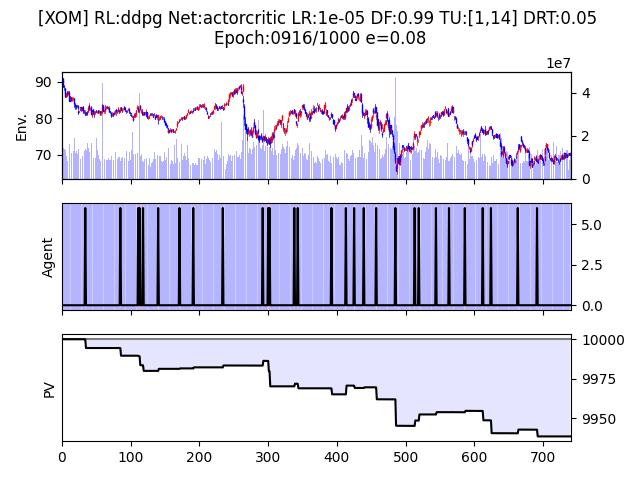 [XOM] RL:ddpg Net:actorcritic LR:1e-05 DF:0.99 TU:[1,14] DRT:0.05
Epoch:0916/1000 e=0.08
1e7
90
80
70
Env.
4
2
0
Agent
5.0
2.5
0.0
PV
10000
9975
9950
0 100 200 300 400 500 600 700